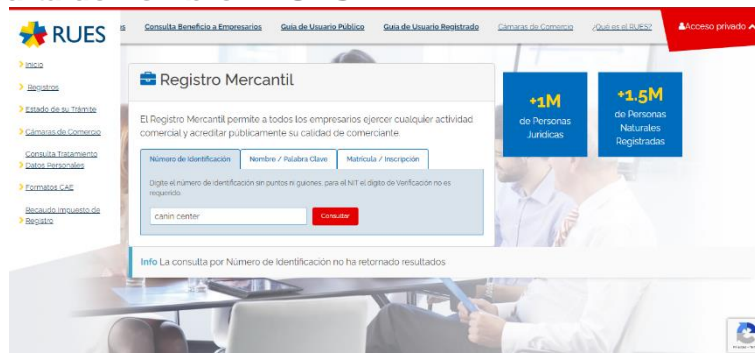 RUES
s
Consulta Beneficio a Empresarios
Guía de Usuario Público
Guía de Usuario Registrado
Cámaras de Comercio
¿Qué es el RUES?
Acceso privado
Inicio
Registros
Estado de su Trámite
Cámaras de Comercio
Consulta Tratamiento
Datos Personales
Formatos CAE
Recaudo Impuesto de
Registro
Registro Mercantil
El Registro Mercantil permite a todos los empresarios ejercer cualquier actividad
comercial y acreditar públicamente su calidad de comerciante.
Número de Identificación
Nombre / Palabra Clave
Matrícula / Inscripción
Digite el número de identificación sin puntos ni guiones, para el NIT el dígito de Verificación no es
requerido.
canin center
Consultar
Info La consulta por Número de Identificación no ha retornado resultados
+1M
de Personas
Jurídicas
+1.5M
de Personas
Naturales
Registradas